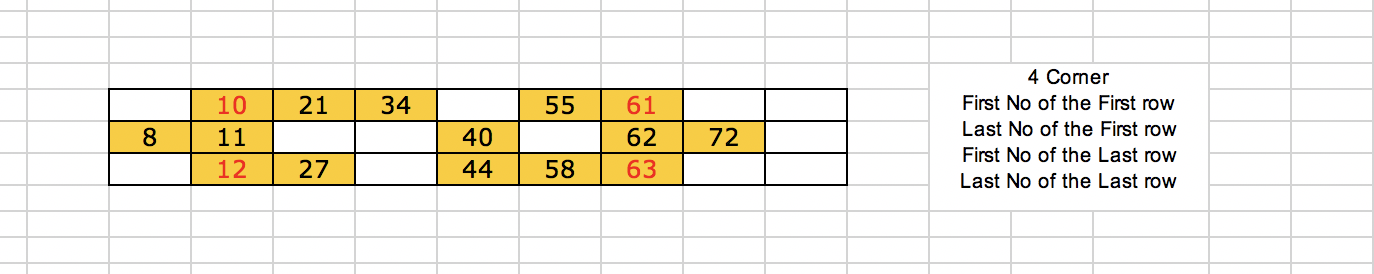 4 Corner
10 21 34 55 61
First No of the First row
8 11 40 62 72
Last No of the First row
First No of the Last row
12 27 44 58 63
Last No of the Last row